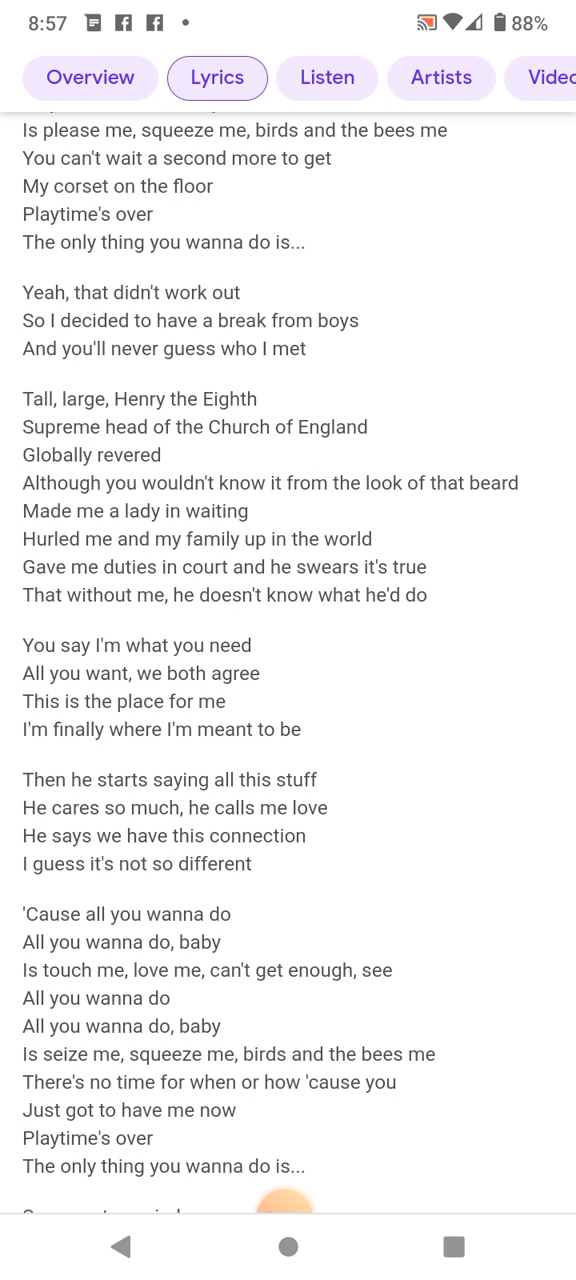 8:57
88%
Overview
Lyrics
Listen
Artists
Videc
Is please me, squeeze me, birds and the bees me
You can't wait a second more to get
My corset on the floor
Playtime's over
The only thing you wanna do is...
Yeah, that didn't work out
So I decided to have a break from boys
And you'll never guess who I met
Tall, large, Henry the Eighth
Supreme head of the Church of England
Globally revered
Although you wouldn't know it from the look of that beard
Made me a lady in waiting
Hurled me and my family up in the world
Gave me duties in court and he swears it's true
That without me, he doesn't know what he'd do
You say I'm what you need
All you want, we both agree
This is the place for me
I'm finally where I'm meant to be
Then he starts saying all this stuff
He cares so much, he calls me love
He says we have this connection
I guess it's not so different
'Cause all you wanna do
All you wanna do, baby
Is touch me, love me, can't get enough, see
All you wanna do
All you wanna do, baby
Is seize me, squeeze me, birds and the bees me
There's no time for when or how 'cause you
Just got to have me now
Playtime's over
The only thing you wanna do is...